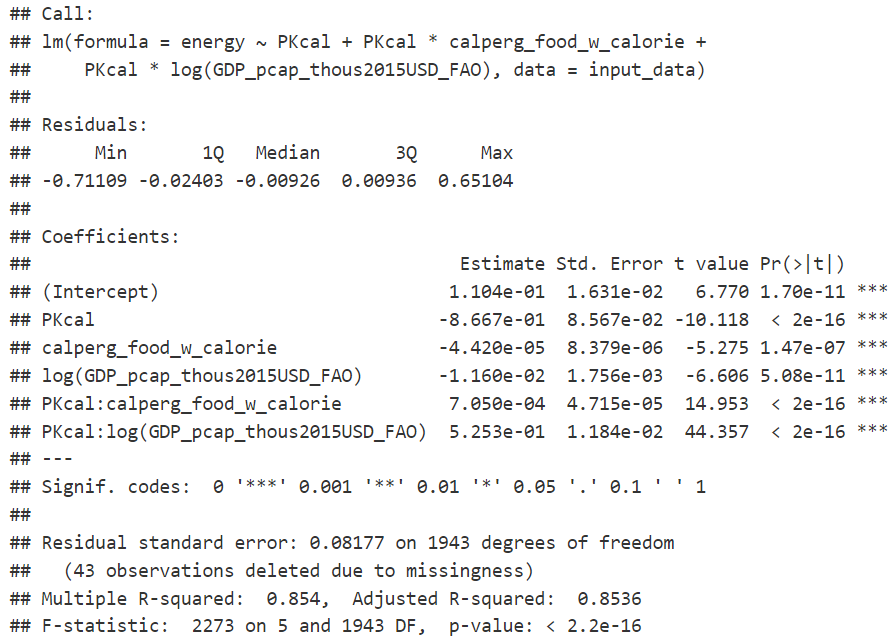 ## Call:
## lm(formula = energy ~ PKcal + PKcal * calperg_food_w_calorie +
##     PKcal * log(GDP_pcap_thous2015USD_FAO), data = input_data)
##
## Residuals:
##      Min       1Q   Median       3Q      Max
## -0.71109 -0.02403 -0.00926  0.00936  0.65104
##
## Coefficients:
##                                         Estimate Std. Error t value Pr(>|t|)
## (Intercept)                            1.104e-01  1.631e-02   6.770 1.70e-11 ***
## PKcal                                 -8.667e-01  8.567e-02 -10.118  < 2e-16 ***
## calperg_food_w_calorie                -4.420e-05  8.379e-06  -5.275 1.47e-07 ***
## log(GDP_pcap_thous2015USD_FAO)        -1.160e-02  1.756e-03  -6.606 5.08e-11 ***
## PKcal:calperg_food_w_calorie           7.050e-04  4.715e-05  14.953  < 2e-16 ***
## PKcal:log(GDP_pcap_thous2015USD_FAO)  5.253e-01  1.184e-02  44.357  < 2e-16 ***
## ---
## Signif. codes:  0 '***' 0.001 '**' 0.01 '*' 0.05 '.' 0.1 ' ' 1
##
## Residual standard error: 0.08177 on 1943 degrees of freedom
##   (43 observations deleted due to missingness)
## Multiple R-squared:  0.854,  Adjusted R-squared:  0.8536
## F-statistic:  2273 on 5 and 1943 DF,  p-value: < 2.2e-16